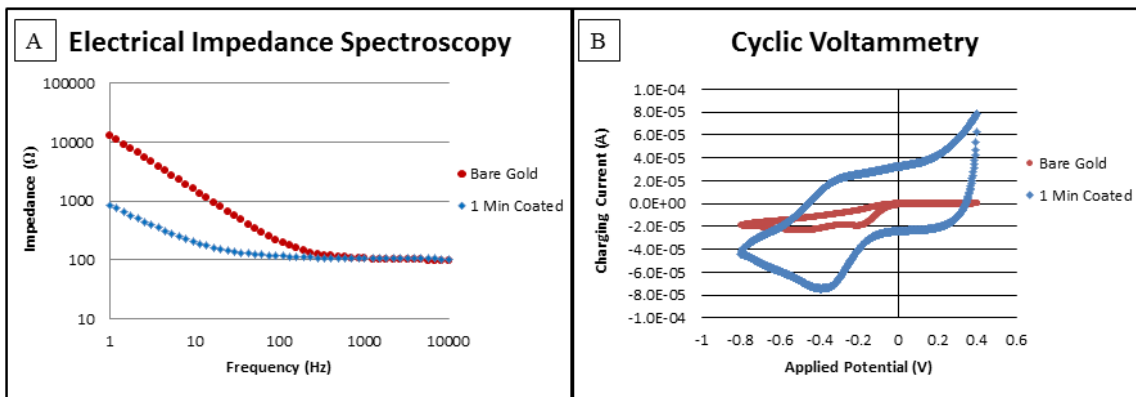 A
Electrical Impedance Spectroscopy
100000
10000
1000
100
10
Impedance (Ω)
1
10
100
1000
10000
Frequency (Hz)
Bare Gold
1 Min Coated
B
Cyclic Voltammetry
1.0E-04
8.0E-05
6.0E-05
4.0E-05
2.0E-05
0.0E+00
-2.0E-05
-4.0E-05
-6.0E-05
-8.0E-05
-1.0E-04
Charging Current (A)
-1
-0.8
-0.6
-0.4
-0.2
0
0.2
0.4
0.6
Applied Potential (V)
Bare Gold
1 Min Coated